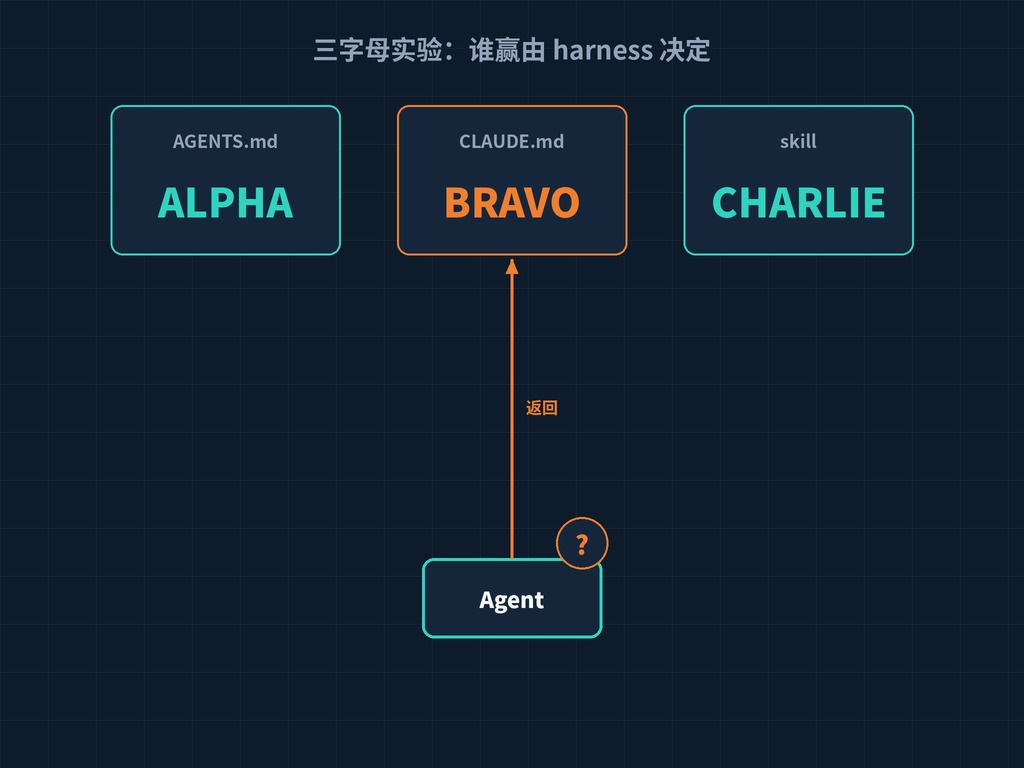 三字母实验：谁赢由 harness 决定
AGENTS.md
ALPHA
CLAUDE.md
BRAVO
skill
CHARLIE
返回
?
Agent